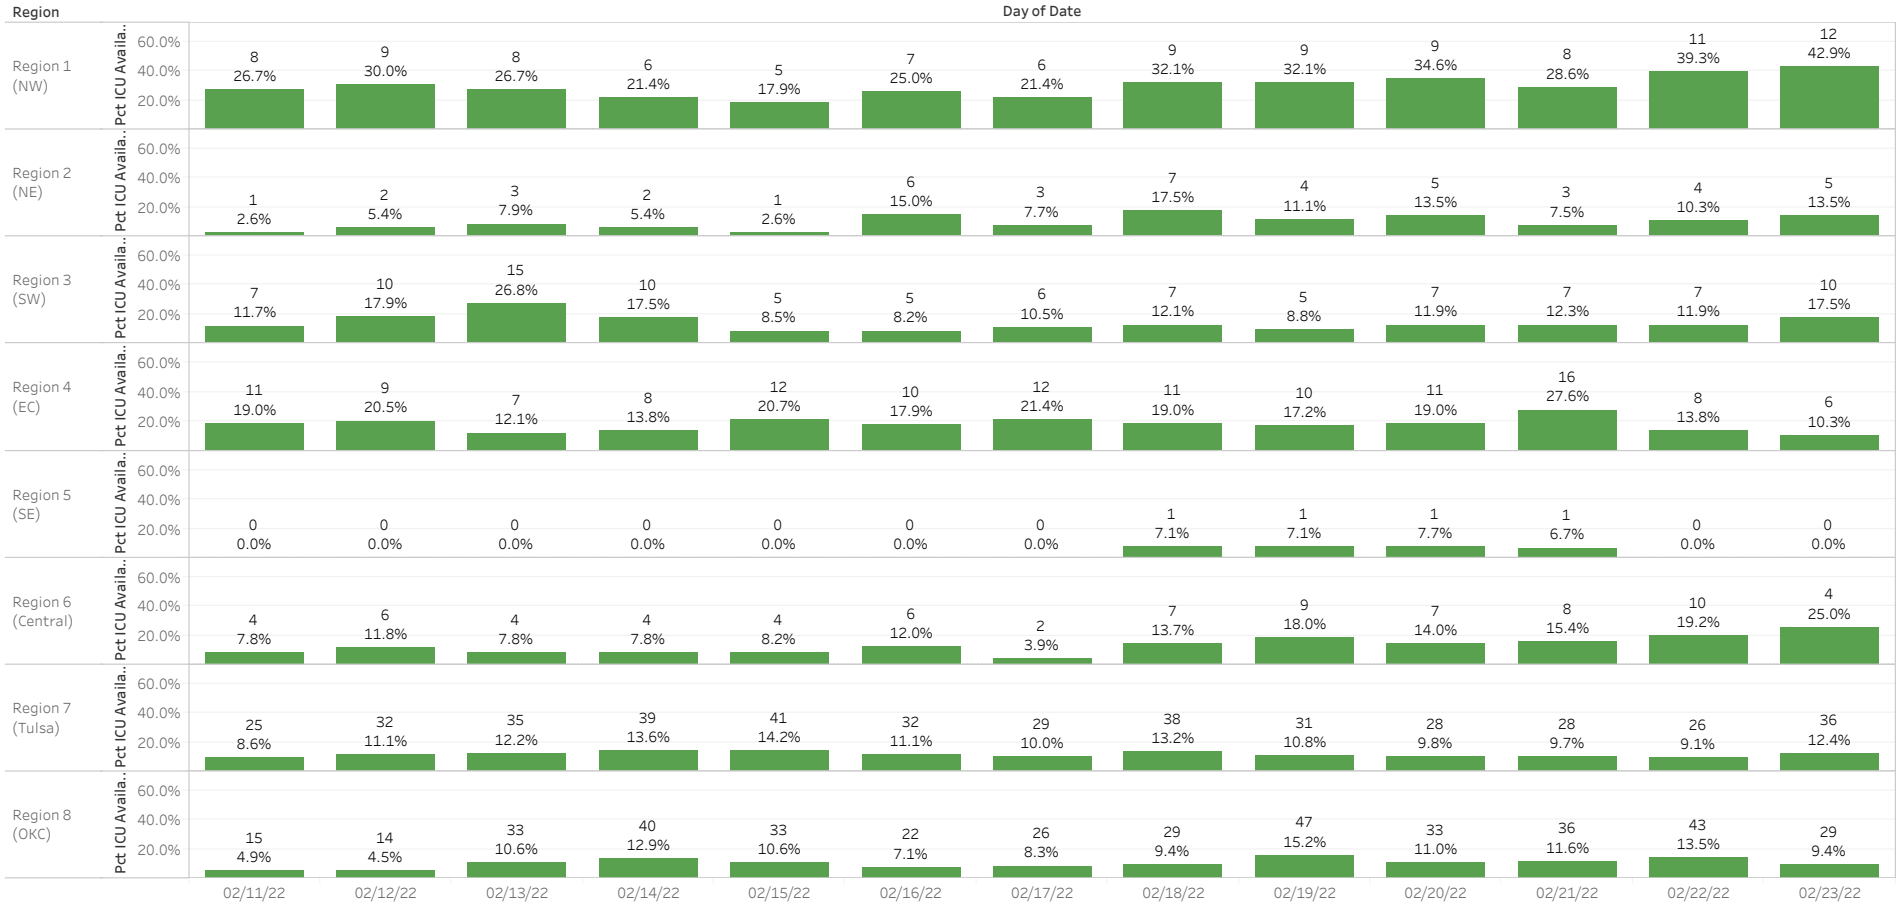 Region
Day of Date
Region 1
(NW)
Pct ICU Availa..
60.0%
40.0%
20.0%
8 9 8 6 5 7 6 9 9 9 8 11 12
26.7% 30.0% 26.7% 21.4% 17.9% 25.0% 21.4% 32.1% 32.1% 34.6% 28.6% 39.3% 42.9%
Region 2
(NE)
Pct ICU Availa..
60.0%
40.0%
20.0%
1 2 3 2 1 6 3 7 4 5 3 4 5
2.6% 5.4% 7.9% 5.4% 2.6% 15.0% 7.7% 17.5% 11.1% 13.5% 7.5% 10.3% 13.5%
Region 3
(SW)
Pct ICU Availa..
60.0%
40.0%
20.0%
7 10 15 10 5 5 6 7 5 7 7 7 10
11.7% 17.9% 26.8% 17.5% 8.5% 8.2% 10.5% 12.1% 8.8% 11.9% 12.3% 11.9% 17.5%
Region 4
(EC)
Pct ICU Availa..
60.0%
40.0%
20.0%
11 9 7 8 12 10 12 11 10 11 16 8 6
19.0% 20.5% 12.1% 13.8% 20.7% 17.9% 21.4% 19.0% 17.2% 19.0% 27.6% 13.8% 10.3%
Region 5
(SE)
Pct ICU Availa..
60.0%
40.0%
20.0%
0 0 0 0 0 0 0 1 1 1 1 0 0
0.0% 0.0% 0.0% 0.0% 0.0% 0.0% 0.0% 7.1% 7.1% 7.7% 6.7% 0.0% 0.0%
Region 6
(Central)
Pct ICU Availa..
60.0%
40.0%
20.0%
4 6 4 4 4 6 2 7 9 7 8 10 4
7.8% 11.8% 7.8% 7.8% 8.2% 12.0% 3.9% 13.7% 18.0% 14.0% 15.4% 19.2% 25.0%
Region 7
(Tulsa)
Pct ICU Availa..
60.0%
40.0%
20.0%
25 32 35 39 41 32 29 38 31 28 28 26 36
8.6% 11.1% 12.2% 13.6% 14.2% 11.1% 10.0% 13.2% 10.8% 9.8% 9.7% 9.1% 12.4%
Region 8
(OKC)
Pct ICU Availa..
60.0%
40.0%
20.0%
15 14 33 40 33 22 26 29 47 33 36 43 29
4.9% 4.5% 10.6% 12.9% 10.6% 7.1% 8.3% 9.4% 15.2% 11.0% 11.6% 13.5% 9.4%
02/11/22 02/12/22 02/13/22 02/14/22 02/15/22 02/16/22 02/17/22 02/18/22 02/19/22 02/20/22 02/21/22 02/22/22 02/23/22